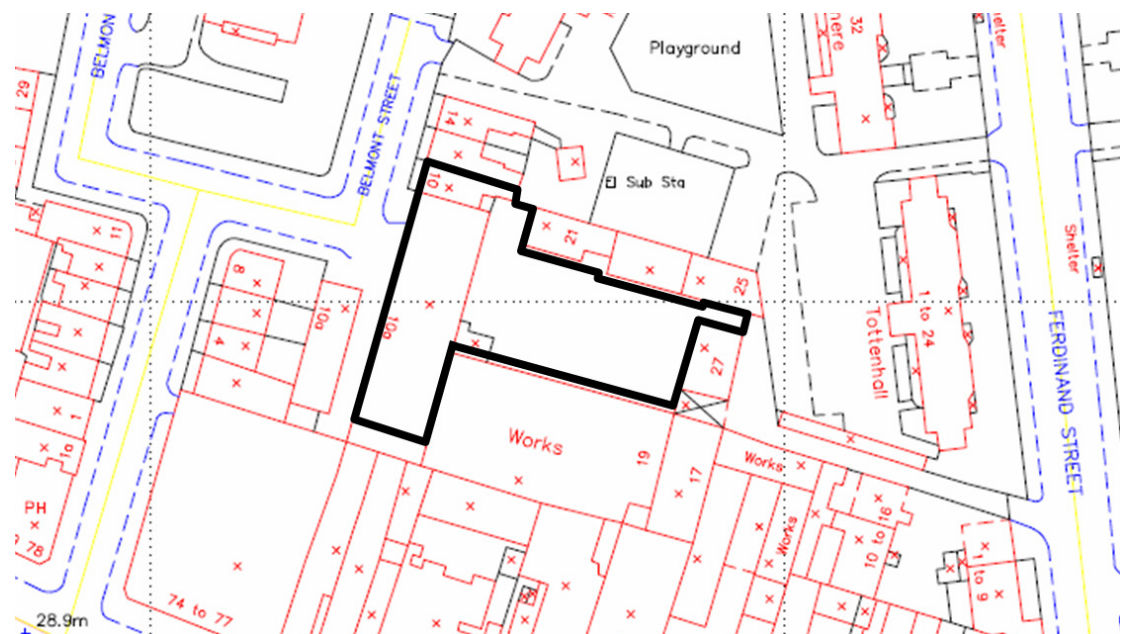 BELMON
29
BELMONT STREET
Playground
32
here
Shelter
14
10
Sub Sta
21
25
11
8
4
10a
10a
27
1 to 24
Tottenhall
Shelter
FERDINAND STREET
1
1a
Works
19
17
Works
Works
10 to 16
1 to 9
PH
78
74 to 77
28.9m